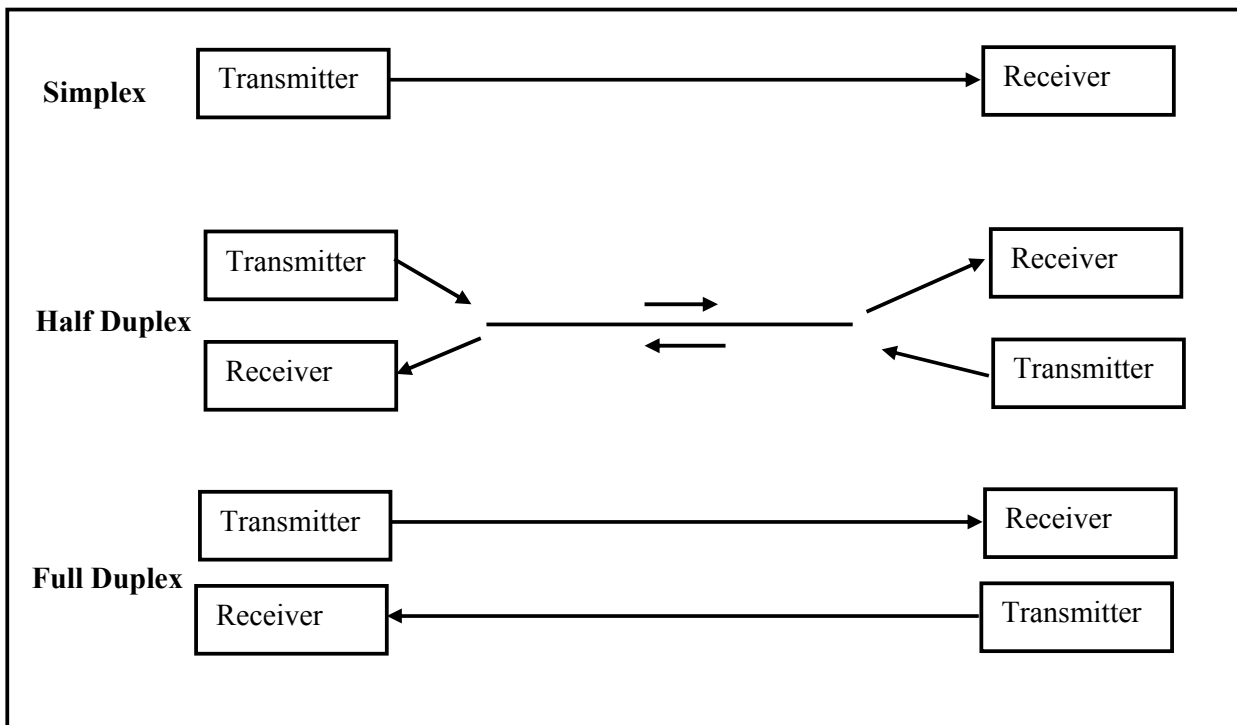 Simplex
Transmitter
Receiver
Half Duplex
Transmitter
Receiver
Receiver
Transmitter
Full Duplex
Transmitter
Receiver
Receiver
Transmitter